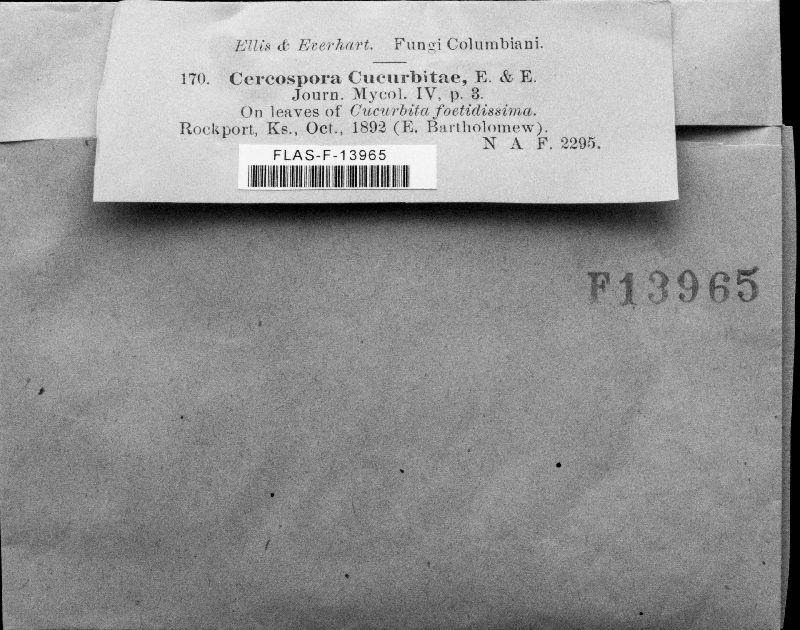 Ellis & Everhart. Fungi Columbiani.
170. Cercospora Cucurbitae, E. & E.
Journ. Mycol. IV, p. 3.
On leaves of Cucurbita foetidissima.
Rockport, Ks., Oct., 1892 (E. Bartholomew).
N A F. 2295.
FLAS-F-13965
F13965